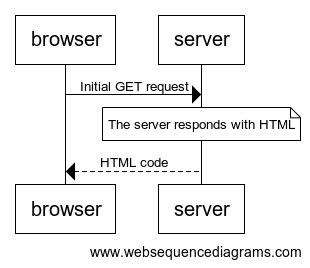 browser
server
Initial GET request
The server responds with HTML
HTML code
browser
server
www.websequencediagrams.com